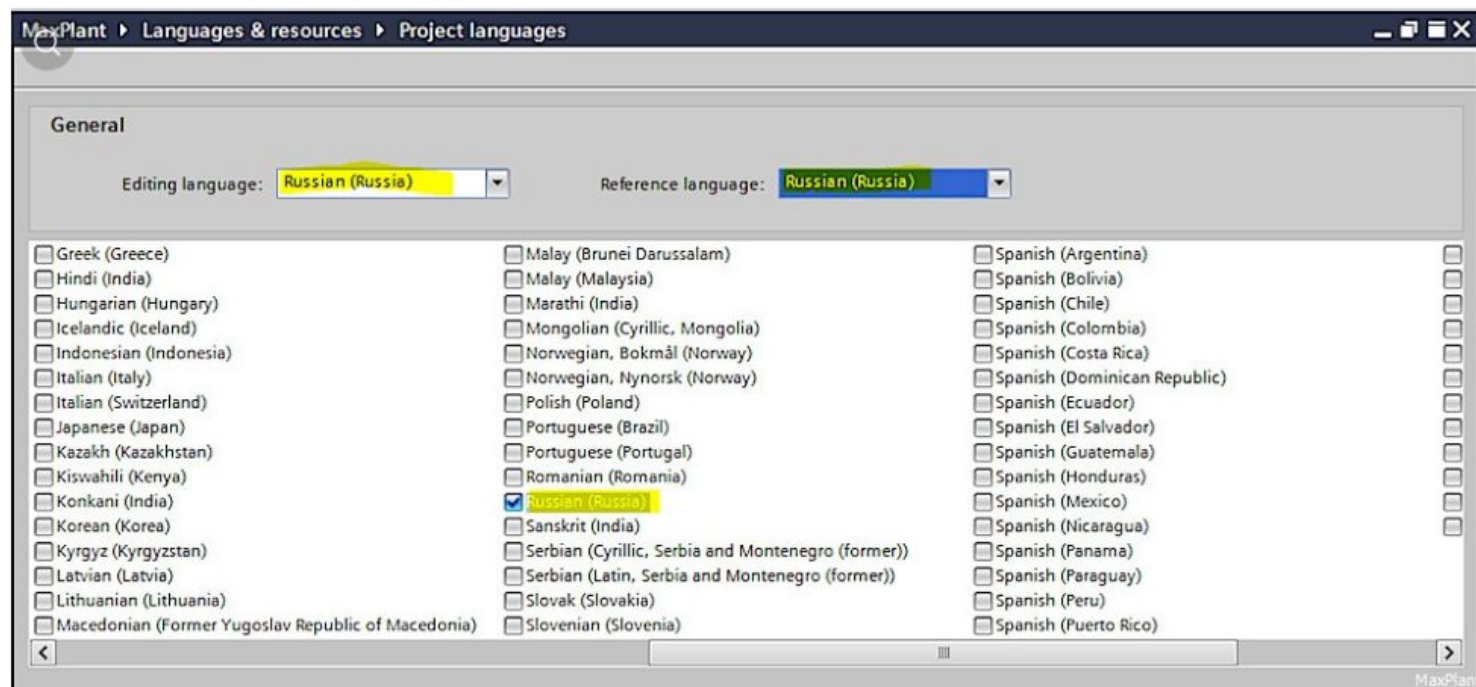 MaxPlant ▶ Languages & resources ▶ Project languages
General
Editing language: Russian (Russia)
Reference language: Russian (Russia)
Greek (Greece)
Hindi (India)
Hungarian (Hungary)
Icelandic (Iceland)
Indonesian (Indonesia)
Italian (Italy)
Italian (Switzerland)
Japanese (Japan)
Kazakh (Kazakhstan)
Kiswahili (Kenya)
Konkani (India)
Korean (Korea)
Kyrgyz (Kyrgyzstan)
Latvian (Latvia)
Lithuanian (Lithuania)
Macedonian (Former Yugoslav Republic of Macedonia)
Malay (Brunei Darussalam)
Malay (Malaysia)
Marathi (India)
Mongolian (Cyrillic, Mongolia)
Norwegian, Bokmål (Norway)
Norwegian, Nynorsk (Norway)
Polish (Poland)
Portuguese (Brazil)
Portuguese (Portugal)
Romanian (Romania)
Russian (Russia)
Sanskrit (India)
Serbian (Cyrillic, Serbia and Montenegro (former))
Serbian (Latin, Serbia and Montenegro (former))
Slovak (Slovakia)
Slovenian (Slovenia)
Spanish (Argentina)
Spanish (Bolivia)
Spanish (Chile)
Spanish (Colombia)
Spanish (Costa Rica)
Spanish (Dominican Republic)
Spanish (Ecuador)
Spanish (El Salvador)
Spanish (Guatemala)
Spanish (Honduras)
Spanish (Mexico)
Spanish (Nicaragua)
Spanish (Panama)
Spanish (Paraguay)
Spanish (Peru)
Spanish (Puerto Rico)
MaxPlant